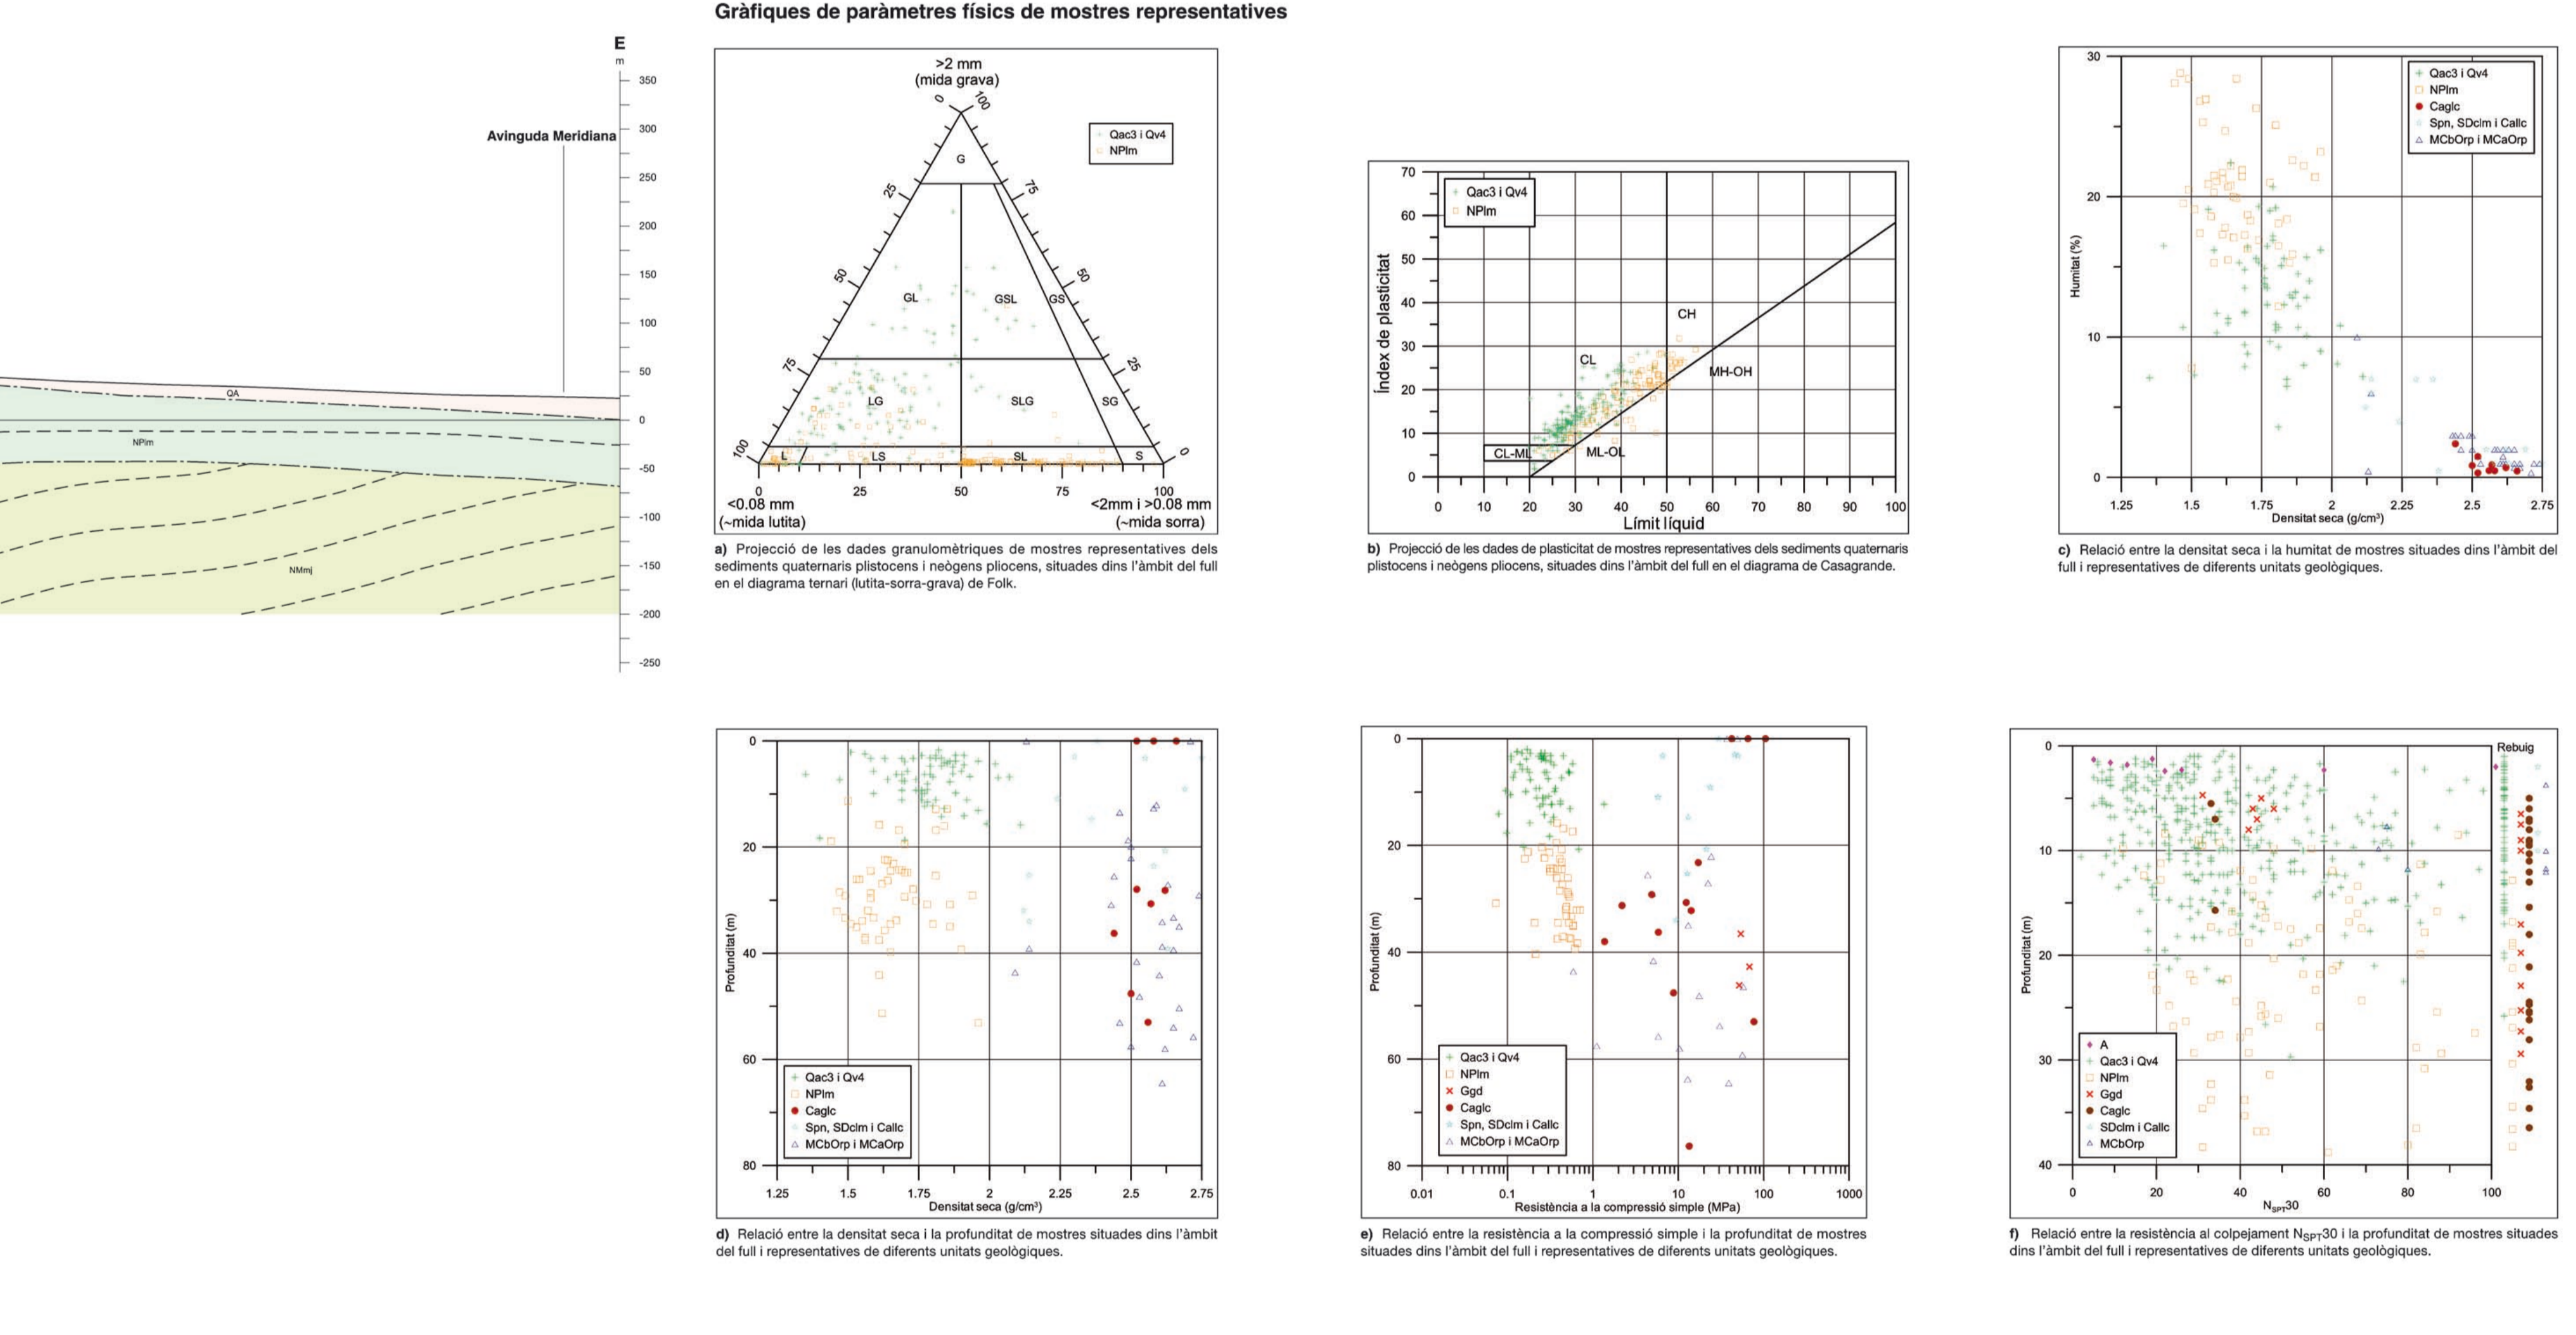 Gràfiques de paràmetres físics de mostres representatives
E
m
350
300
250
200
150
100
50
0
-50
-100
-150
-200
-250
Avinguda Meridiana
QA
NPlm
NMmj
>2 mm
(mida grava)
0
100
Qac3 i Qv4
NPlm
G
25
75
50
50
GL
GSL
GS
75
25
LG
SLG
SG
100
0
L
LS
SL
S
0
25
50
75
100
<0.08 mm
(~mida lutita)
<2mm i >0.08 mm
(~mida sorra)
a) Projecció de les dades granulomètriques de mostres representatives dels
sediments quaternaris plistocens i neògens pliocens, situades dins l'àmbit del full
en el diagrama ternari (lutita-sorra-grava) de Folk.
70
60
50
40
30
20
10
0
Índex de plasticitat
Qac3 i Qv4
NPlm
CH
CL
MH-OH
CL-ML
ML-OL
0
10
20
30
40
50
60
70
80
90
100
Límit líquid
b) Projecció de les dades de plasticitat de mostres representatives dels sediments quaternaris
plistocens i neògens pliocens, situades dins l'àmbit del full en el diagrama de Casagrande.
30
20
10
0
Humitat (%)
Qac3 i Qv4
NPlm
Caglc
Spn, SDclm i Callc
MCbOrp i MCaOrp
1.25
1.5
1.75
2
2.25
2.5
2.75
Densitat seca (g/cm³)
c) Relació entre la densitat seca i la humitat de mostres situades dins l'àmbit del
full i representatives de diferents unitats geològiques.
0
20
40
60
80
Profunditat (m)
Qac3 i Qv4
NPlm
Caglc
Spn, SDclm i Callc
MCbOrp i MCaOrp
1.25
1.5
1.75
2
2.25
2.5
2.75
Densitat seca (g/cm³)
d) Relació entre la densitat seca i la profunditat de mostres situades dins l'àmbit
del full i representatives de diferents unitats geològiques.
0
20
40
60
80
Profunditat (m)
Qac3 i Qv4
NPlm
Ggd
Caglc
Spn, SDclm i Callc
MCbOrp i MCaOrp
0.01
0.1
1
10
100
1000
Resistència a la compressió simple (MPa)
e) Relació entre la resistència a la compressió simple i la profunditat de mostres
situades dins l'àmbit del full i representatives de diferents unitats geològiques.
0
10
20
30
40
Profunditat (m)
Rebuig
A
Qac3 i Qv4
NPlm
Ggd
Caglc
SDclm i Callc
MCbOrp
0
20
40
60
80
100
NSPT30
f) Relació entre la resistència al colpejament NSPT30 i la profunditat de mostres situades
dins l'àmbit del full i representatives de diferents unitats geològiques.